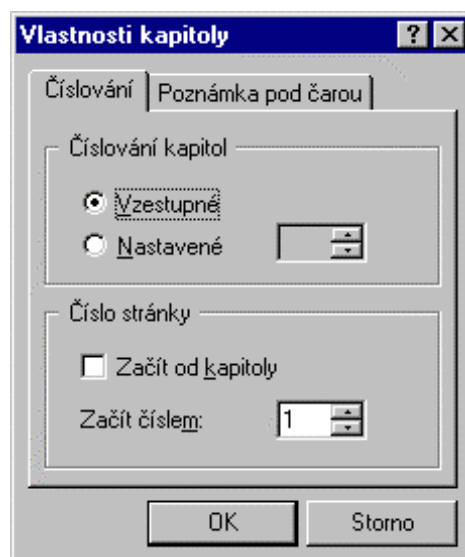 Vlastnosti kapitoly
Číslování Poznámka pod čarou
Číslování kapitol
Vzestupné
Nastavené
Číslo stránky
Začít od kapitoly
Začít číslem: 1
OK Storno